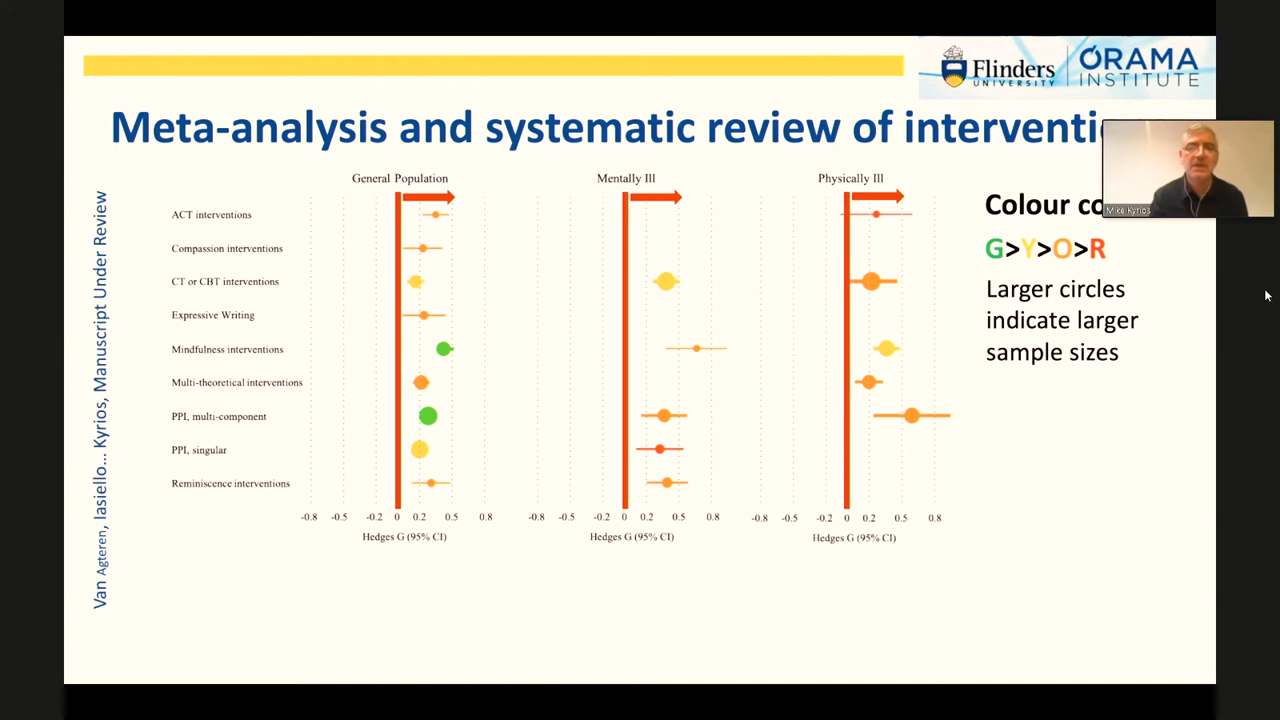 Flinders
UNIVERSITY
ÓRAMA
INSTITUTE
Meta-analysis and systematic review of
Van Agteren, Iasiello... Kyrios, Manuscript Under Review
General Population
Mentally Ill
Physically Ill
ACT interventions
Compassion interventions
CT or CBT interventions
Expressive Writing
Mindfulness interventions
Multi-theoretical interventions
PPI, multi-component
PPI, singular
Reminiscence interventions
-0.8 -0.5 -0.2 0 0.2 0.5 0.8
-0.8 -0.5 -0.2 0 0.2 0.5 0.8
-0.8 -0.5 -0.2 0 0.2 0.5 0.8
Hedges G (95% CI)
Hedges G (95% CI)
Hedges G (95% CI)
Colour
G>Y>O>R
Larger circles
indicate larger
sample sizes
Mike Kyrios